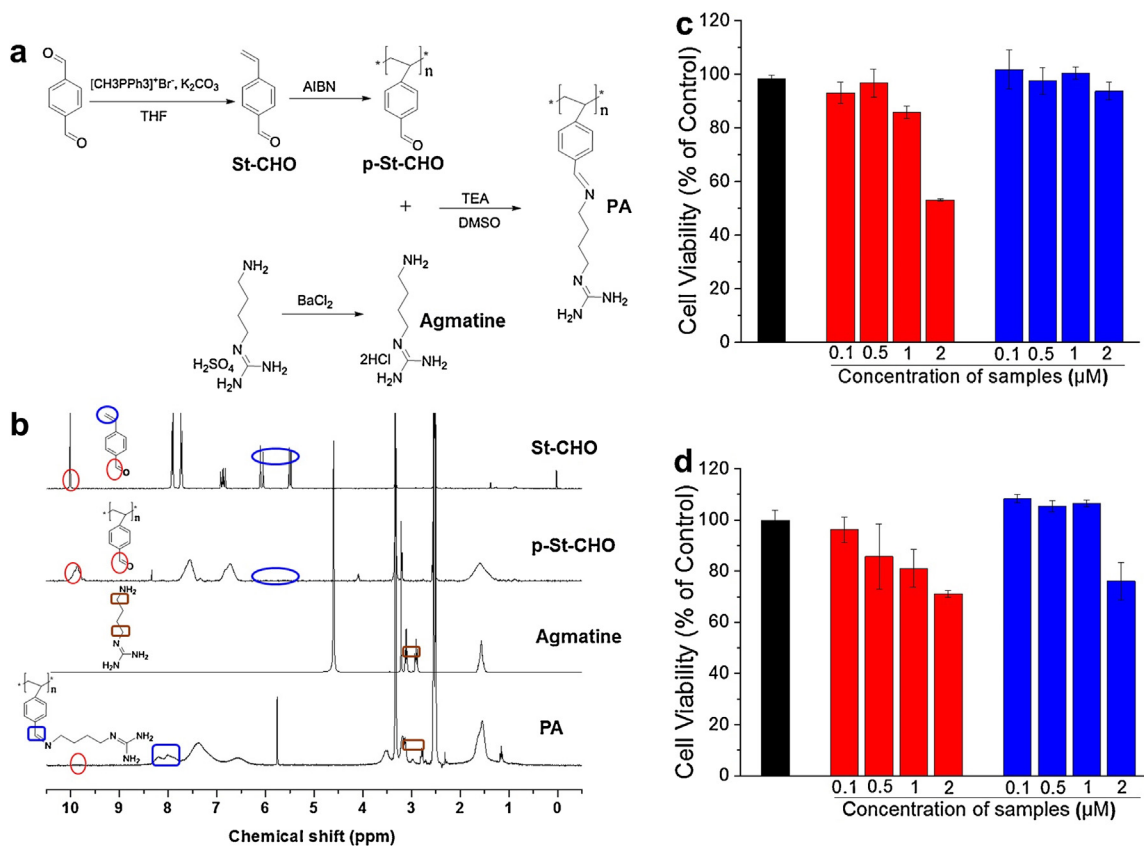 a
O
O
[CH3PPh3]+Br-, K2CO3
THF
O
St-CHO
AIBN
* *
n
O
p-St-CHO
+
TEA
DMSO
* *
n
N
PA
N
NH2
H2N
NH2
N
H2SO4
NH2
H2N
BaCl2
NH2
Agmatine
N
2HCl
NH2
H2N
b
O
St-CHO
* *
n
O
p-St-CHO
NH2
N
H2N NH2
Agmatine
* *
n
N
N
NH2
NH2
PA
10 9 8 7 6 5 4 3 2 1 0
Chemical shift (ppm)
c
Cell Viability (% of Control)
120
100
80
60
40
20
0
0.1 0.5 1 2 0.1 0.5 1 2
Concentration of samples (μM)
d
Cell Viability (% of Control)
120
100
80
60
40
20
0
0.1 0.5 1 2 0.1 0.5 1 2
Concentration of samples (μM)